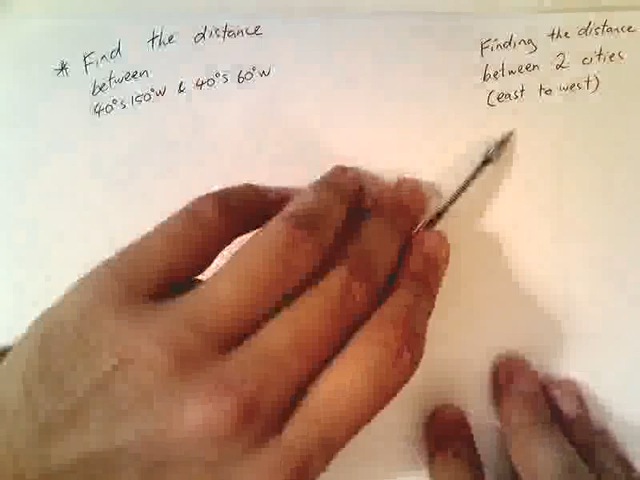 * Find the distance
between
40°S 150°W & 40°S 60°W
Finding the distance
between 2 cities
(east to west)